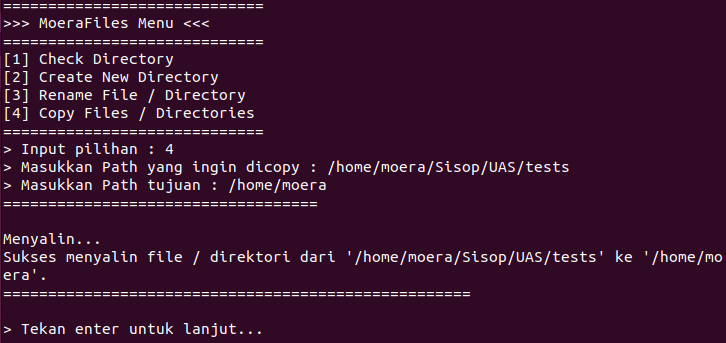 =============================
>>> MoeraFiles Menu <<<
=============================
[1] Check Directory
[2] Create New Directory
[3] Rename File / Directory
[4] Copy Files / Directories
=============================
> Input pilihan : 4
> Masukkan Path yang ingin dicopy : /home/moera/Sisop/UAS/tests
> Masukkan Path tujuan : /home/moera
===================================

Menyalin...
Sukses menyalin file / direktori dari '/home/moera/Sisop/UAS/tests' ke '/home/mo
era'.
====================================================

> Tekan enter untuk lanjut...